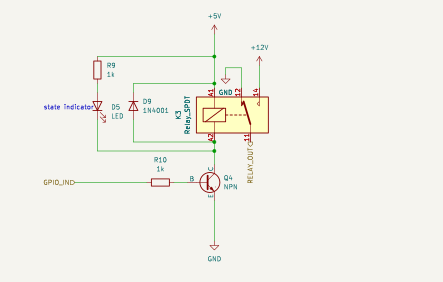 +5V
+12V
R9
1k
GND
12
14
A1
state indicator
D5
LED
D9
1N4001
K3
Relay_SPDT
A2
11
RELAY_OUT
R10
1k
GPIO_IND
B
C
E
Q4
NPN
GND